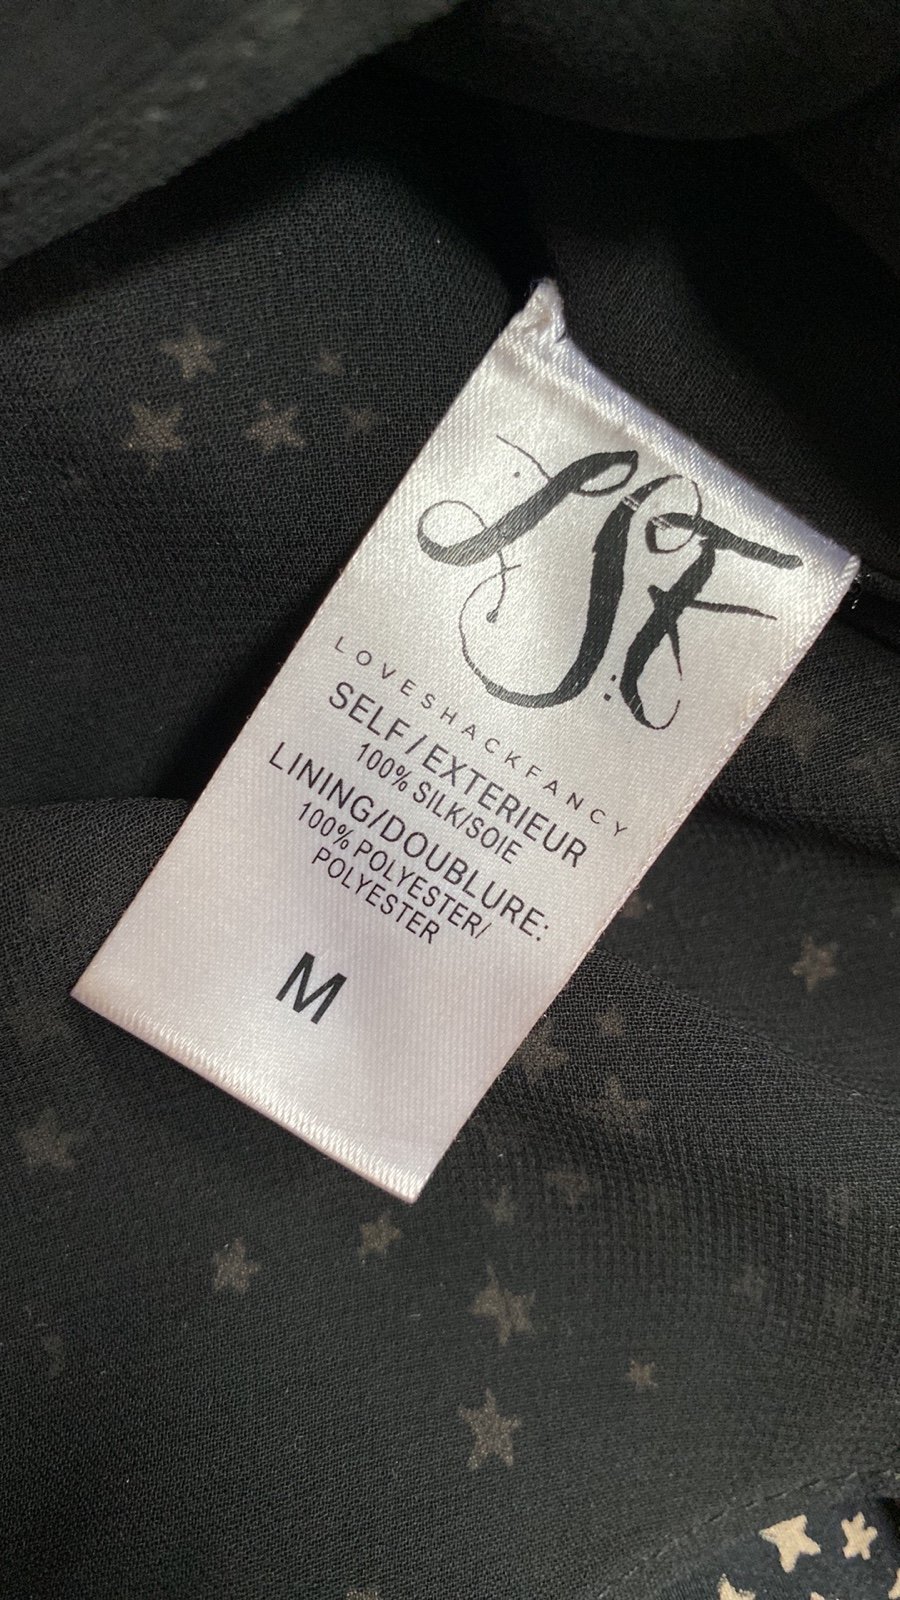 LSF
LOVESHACKFANCY
SELF/EXTERIEUR
100% SILK/SOIE
LINING/DOUBLURE:
100% POLYESTER/
POLYESTER
M